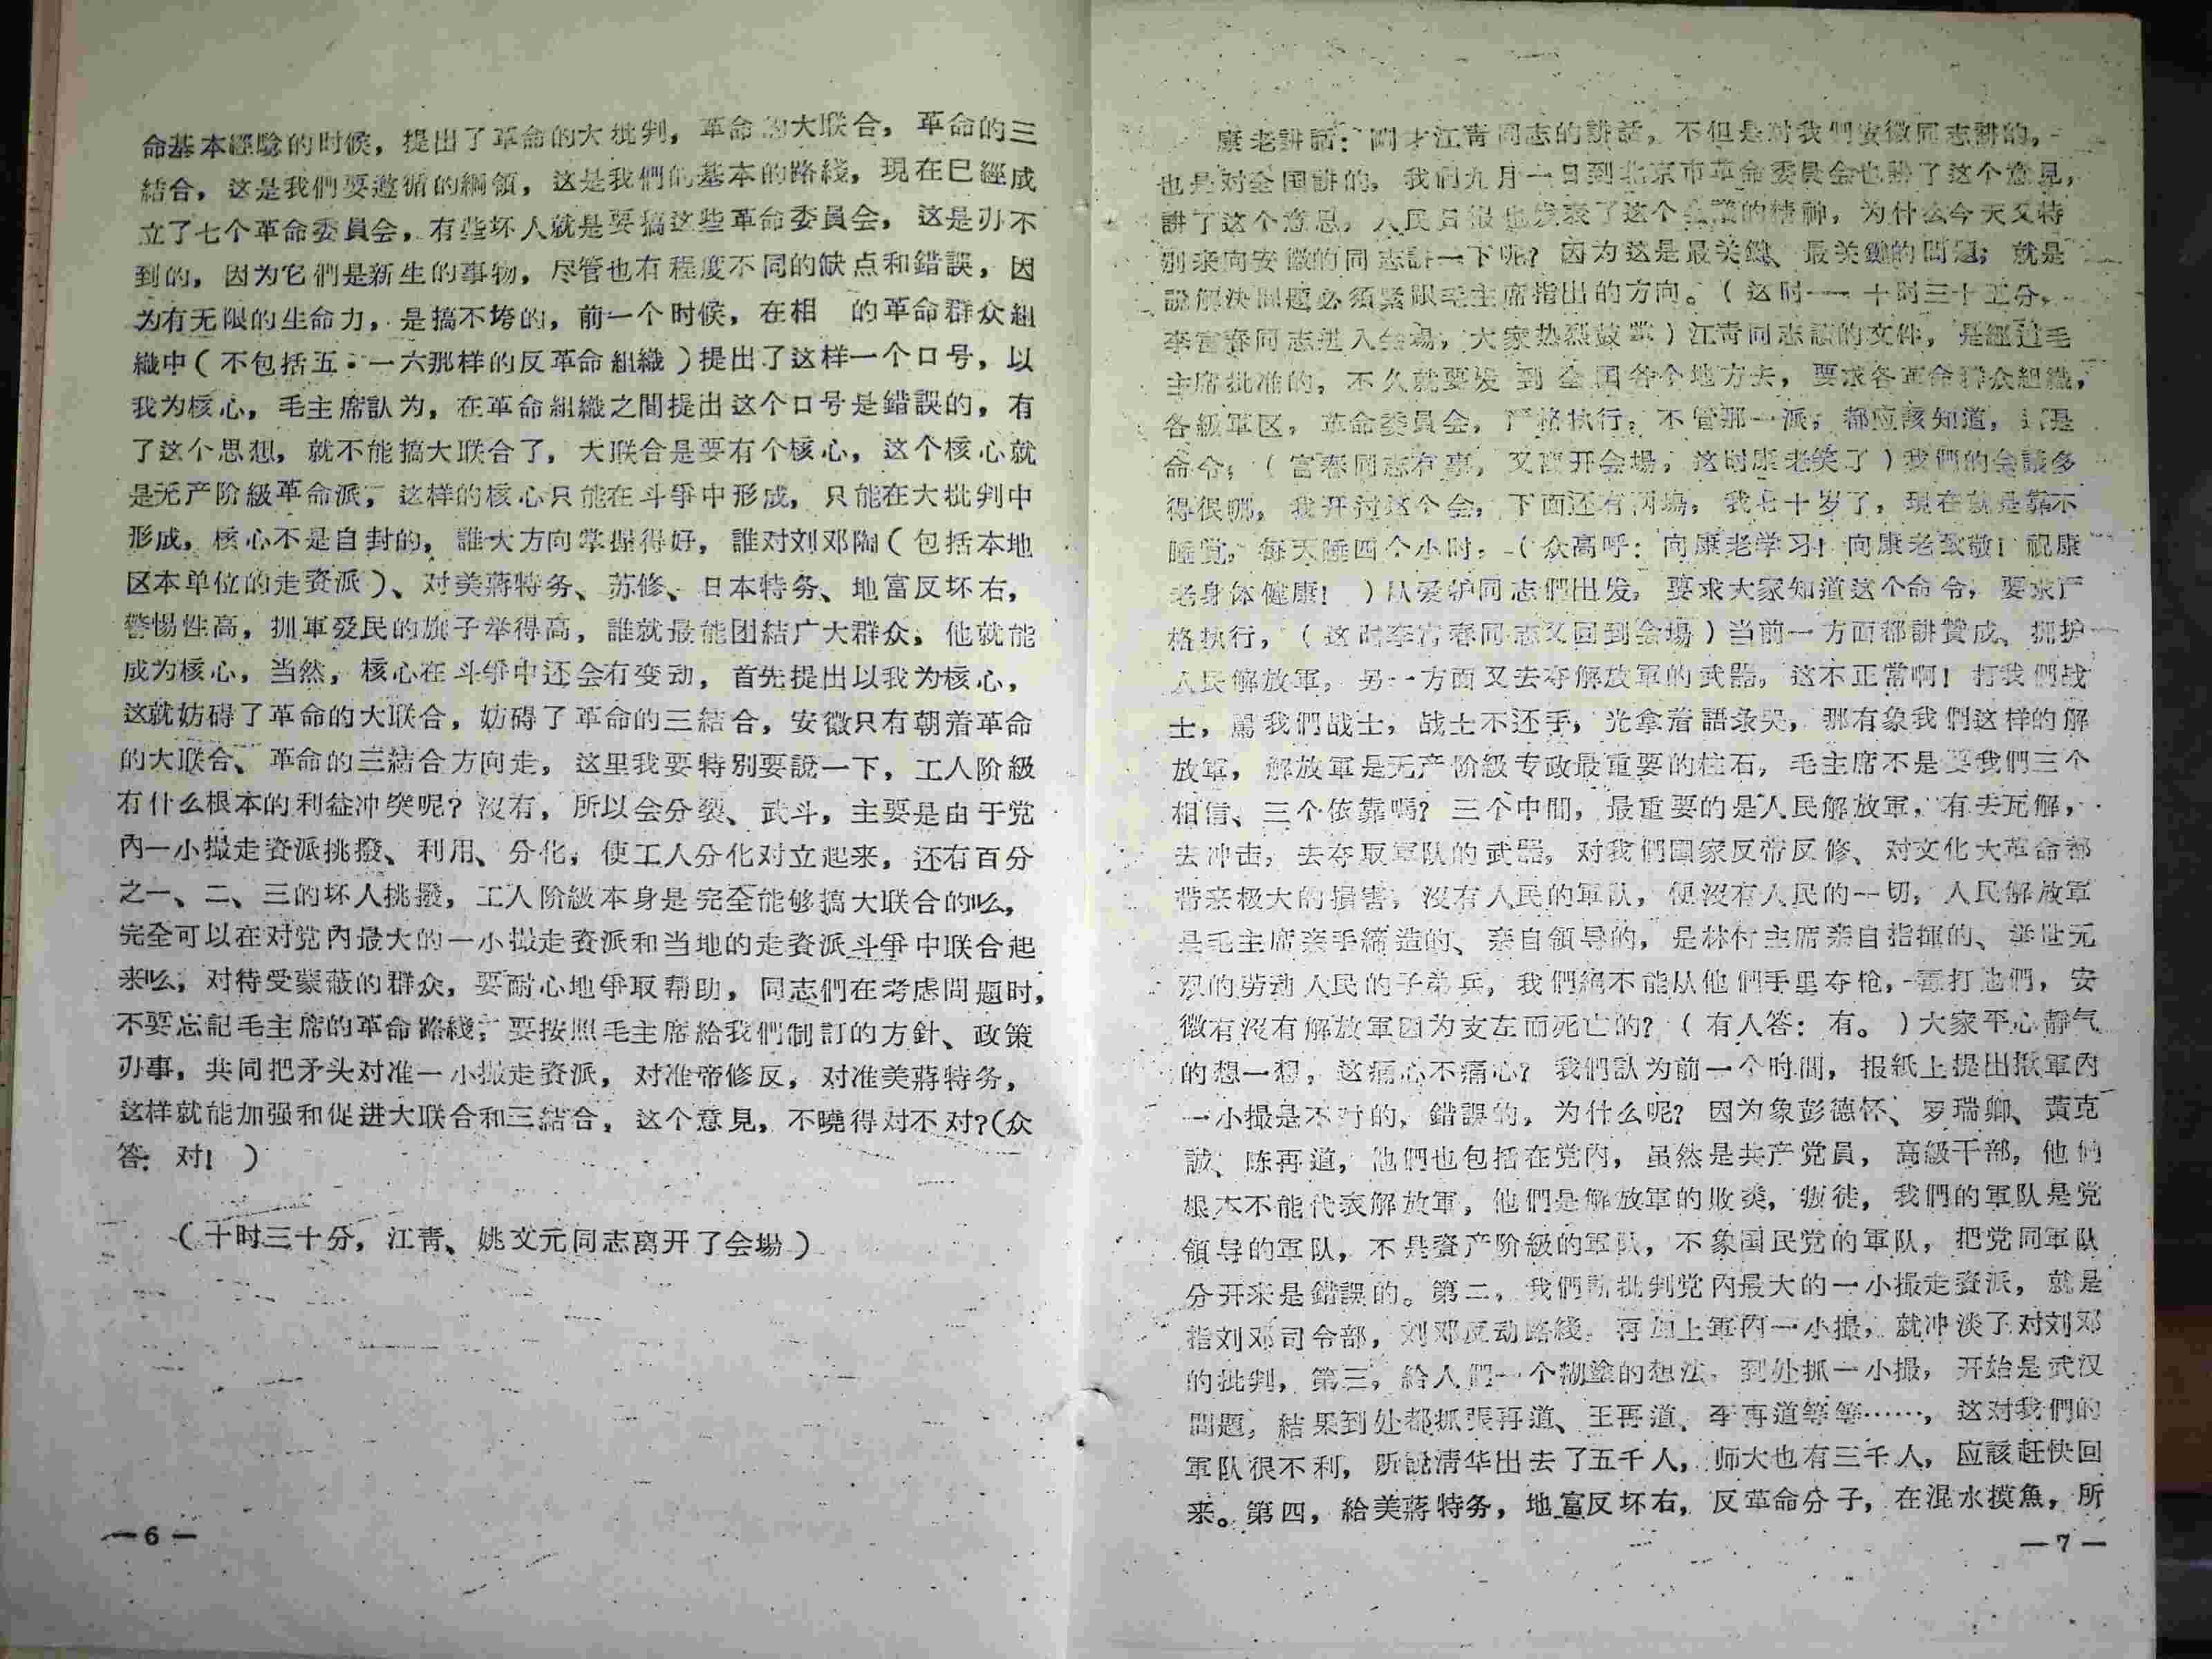 命基本經驗的时候，提出了革命的大批判，革命的大联合，革命的三
結合，这是我們要遵循的綱領，这是我們的基本的路綫，現在已經成
立了七个革命委員会，有些坏人就是要搞这些革命委員会，这是办不
到的，因为它們是新生的事物，尽管也有程度不同的缺点和錯誤，因
为有无限的生命力，是搞不垮的，前一个时候，在相　的革命群众組
織中（不包括五·一六那样的反革命組織）提出了这样一个口号，以
我为核心，毛主席認为，在革命組織之間提出这个口号是錯誤的，有
了这个思想，就不能搞大联合了，大联合是要有个核心，这个核心就
是无产阶級革命派，这样的核心只能在斗爭中形成，只能在大批判中
形成，核心不是自封的，誰大方向掌握得好，誰对刘邓陶（包括本地
区本单位的走資派）、对美蔣特务、苏修、日本特务、地富反坏右，
警惕性高，拥軍爱民的旗子举得高，誰就最能团結广大群众，他就能
成为核心，当然，核心在斗爭中还会有变动，首先提出以我为核心，
这就妨碍了革命的大联合，妨碍了革命的三結合，安徽只有朝着革命
的大联合、革命的三結合方向走，这里我要特別要說一下，工人阶級
有什么根本的利益冲突呢？沒有，所以会分裂、武斗，主要是由于党
內一小撮走資派挑撥、利用、分化，使工人分化对立起来，还有百分
之一、二、三的坏人挑撥，工人阶級本身是完全能够搞大联合的么，
完全可以在对党內最大的一小撮走資派和当地的走資派斗爭中联合起
来么，对待受蒙蔽的群众，要耐心地爭取帮助，同志們在考虑問題时，
不要忘記毛主席的革命路綫，要按照毛主席給我們制訂的方針、政策
办事，共同把矛头对准一小撮走資派，对准帝修反，对准美蔣特务，
这样就能加强和促进大联合和三結合，这个意見，不曉得对不对？（众
答：对！）
（十时三十分，江青、姚文元同志离开了会場）
—6—
康老講話：刚才江青同志的講話，不但是对我們安徽同志講的，
也是对全国講的，我們九月一日到北京市革命委員会也講了这个意見，
講了这个意思，人民日报也发表了这个会議的精神，为什么今天又特
別来向安徽的同志講一下呢？因为这是最关鍵、最关鍵的問題；就是
說解决問題必须紧跟毛主席指出的方向。（这时——十时三十五分，
李富春同志进入会場，大家热烈鼓掌）江青同志談的文件，是經过毛
主席批准的，不久就要发到全国各个地方去，要求各革命群众組織，
各級軍区，革命委員会，严格执行，不管那一派，都应該知道，这是
命令，（富春同志有事，又离开会場，这时康老笑了）我們的会議多
得很哪，我开过这个会，下面还有两場，我七十岁了，現在就是靠不
睡觉，每天睡四个小时，（众高呼：向康老学习！向康老致敬！祝康
老身体健康！）从爱护同志們出发，要求大家知道这个命令，要求严
格执行，（这时李富春同志又回到会場）当前一方面都講贊成、拥护
人民解放軍，另一方面又去夺解放軍的武器，这不正常啊！打我們战
士，駡我們战士，战士不还手，光拿着語彔哭，那有象我們这样的解
放軍，解放軍是无产阶級专政最重要的柱石，毛主席不是要我們三个
相信、三个依靠嗎？三个中間，最重要的是人民解放軍，有去瓦解，
去冲击，去夺取軍队的武器，对我們国家反帝反修、对文化大革命都
带来极大的損害，沒有人民的軍队，便沒有人民的一切，人民解放軍
是毛主席亲手締造的、亲自領导的，是林付主席亲自指揮的、举世无
双的劳动人民的子弟兵，我們絕不能从他們手里夺枪，毒打他們，安
徽有沒有解放軍因为支左而死亡的？（有人答：有。）大家平心静气
的想一想，这痛心不痛心？我們認为前一个时間，报紙上提出揪軍內
一小撮是不对的，錯誤的，为什么呢？因为象彭德怀、罗瑞卿、黃克
誠、陈再道，他們也包括在党內，虽然是共产党員，高級干部，他們
根本不能代表解放軍，他們是解放軍的敗类，叛徒，我們的軍队是党
領导的軍队，不是資产阶級的軍队，不象国民党的軍队，把党同軍队
分开来是錯誤的。第二，我們所批判党內最大的一小撮走資派，就是
指刘邓司令部，刘邓反动路綫，再加上軍內一小撮，就冲淡了对刘邓
的批判，第三，給人們一个糊塗的想法，到处抓一小撮，开始是武汉
問題，結果到处都抓張再道、王再道、李再道等等……，这对我們的
軍队很不利，听說清华出去了五千人，师大也有三千人，应該赶快回
来。第四，給美蔣特务，地富反坏右，反革命分子，在混水摸魚，所
—7—